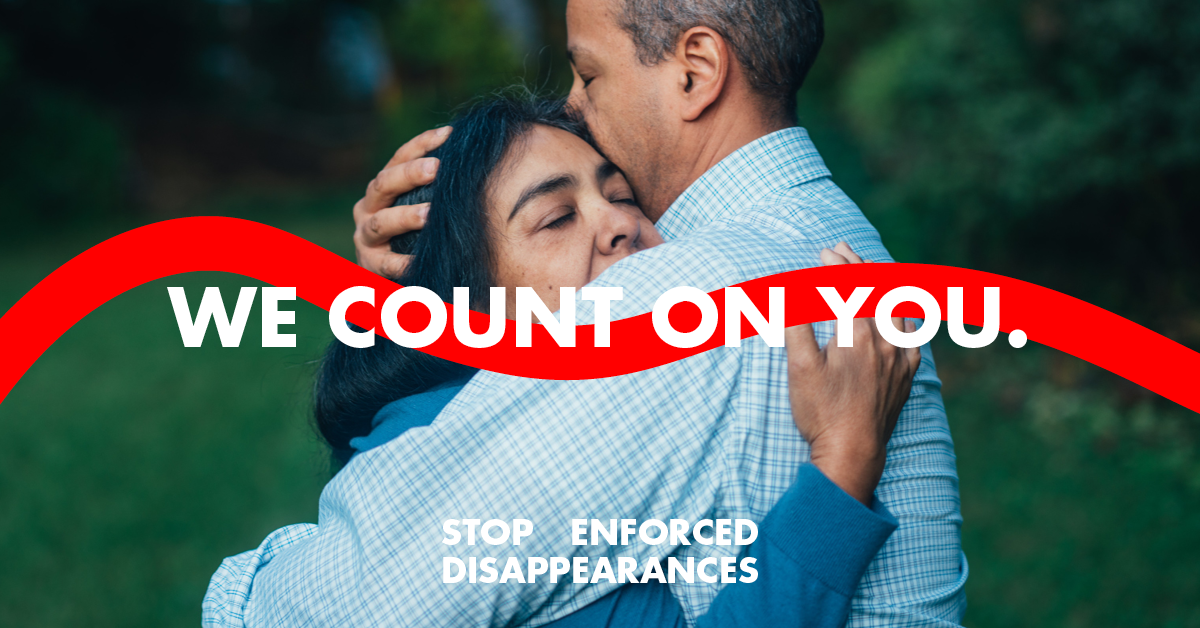 WE COUNT ON YOU.
STOP ENFORCED
DISAPPEARANCES